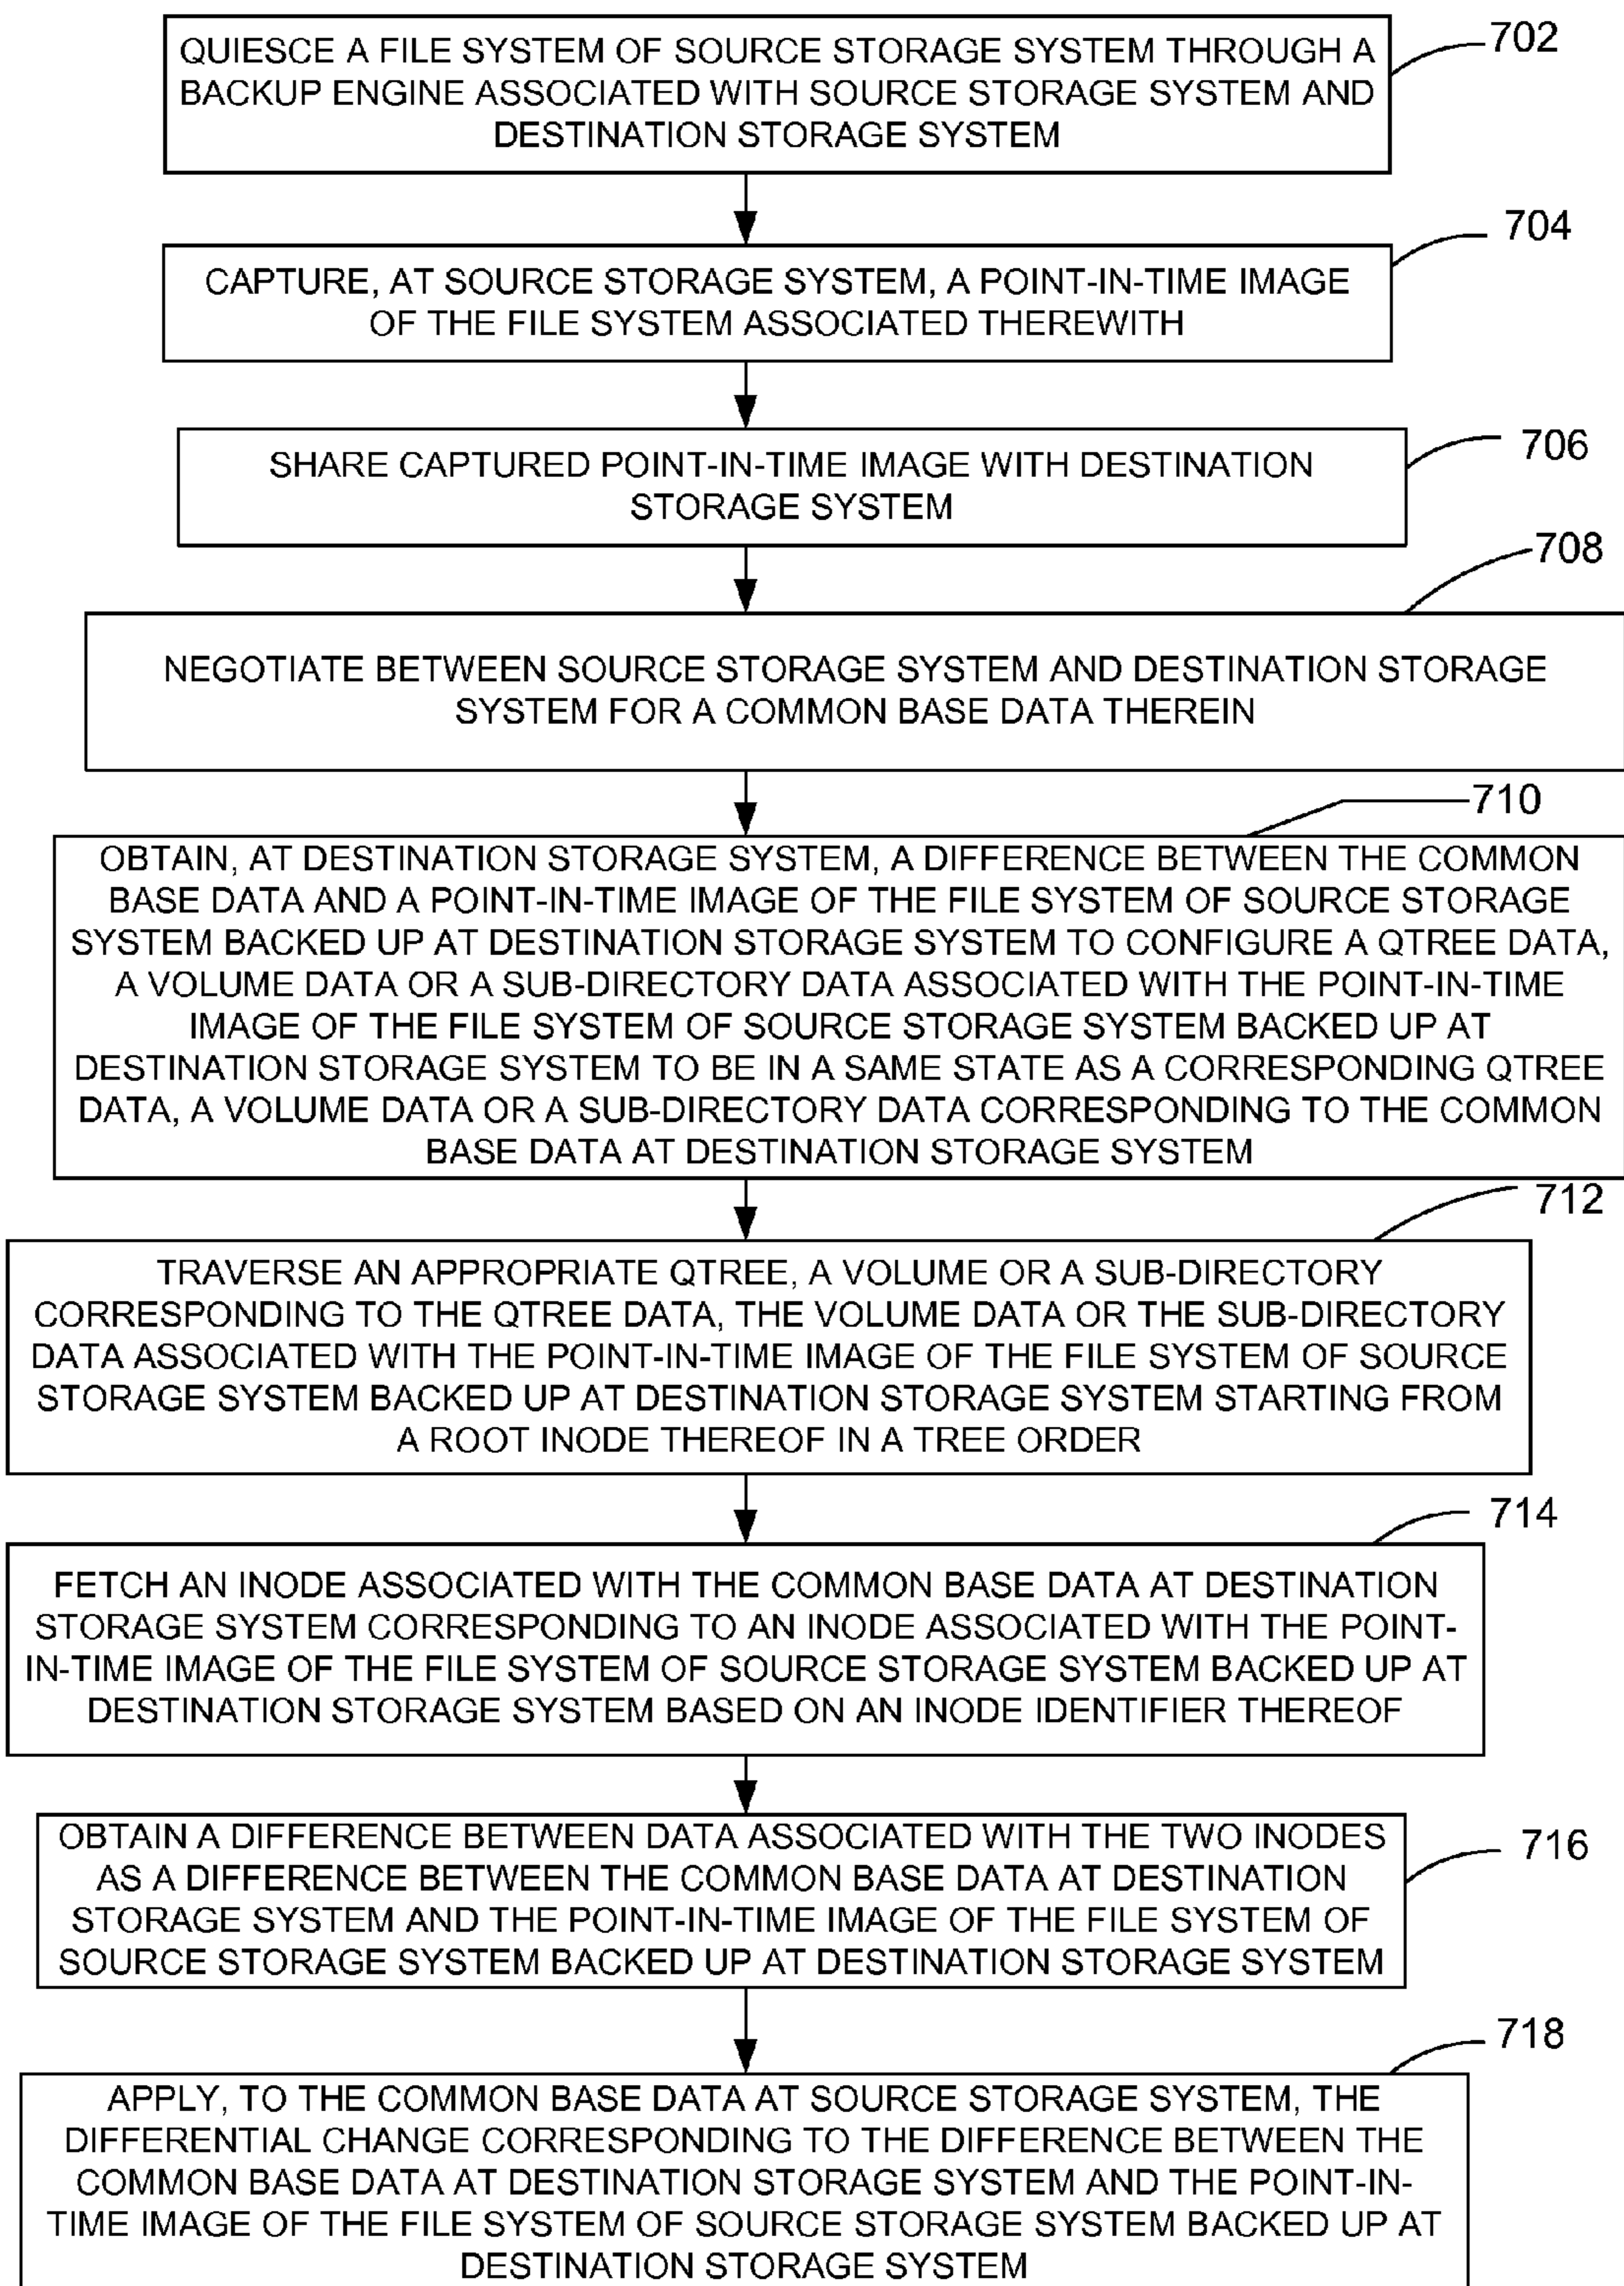 702
QUIESCE A FILE SYSTEM OF SOURCE STORAGE SYSTEM THROUGH A
BACKUP ENGINE ASSOCIATED WITH SOURCE STORAGE SYSTEM AND
DESTINATION STORAGE SYSTEM
704
CAPTURE, AT SOURCE STORAGE SYSTEM, A POINT-IN-TIME IMAGE
OF THE FILE SYSTEM ASSOCIATED THEREWITH
706
SHARE CAPTURED POINT-IN-TIME IMAGE WITH DESTINATION
STORAGE SYSTEM
708
NEGOTIATE BETWEEN SOURCE STORAGE SYSTEM AND DESTINATION STORAGE
SYSTEM FOR A COMMON BASE DATA THEREIN
710
OBTAIN, AT DESTINATION STORAGE SYSTEM, A DIFFERENCE BETWEEN THE COMMON
BASE DATA AND A POINT-IN-TIME IMAGE OF THE FILE SYSTEM OF SOURCE STORAGE
SYSTEM BACKED UP AT DESTINATION STORAGE SYSTEM TO CONFIGURE A QTREE DATA,
A VOLUME DATA OR A SUB-DIRECTORY DATA ASSOCIATED WITH THE POINT-IN-TIME
IMAGE OF THE FILE SYSTEM OF SOURCE STORAGE SYSTEM BACKED UP AT
DESTINATION STORAGE SYSTEM TO BE IN A SAME STATE AS A CORRESPONDING QTREE
DATA, A VOLUME DATA OR A SUB-DIRECTORY DATA CORRESPONDING TO THE COMMON
BASE DATA AT DESTINATION STORAGE SYSTEM
712
TRAVERSE AN APPROPRIATE QTREE, A VOLUME OR A SUB-DIRECTORY
CORRESPONDING TO THE QTREE DATA, THE VOLUME DATA OR THE SUB-DIRECTORY
DATA ASSOCIATED WITH THE POINT-IN-TIME IMAGE OF THE FILE SYSTEM OF SOURCE
STORAGE SYSTEM BACKED UP AT DESTINATION STORAGE SYSTEM STARTING FROM
A ROOT INODE THEREOF IN A TREE ORDER
714
FETCH AN INODE ASSOCIATED WITH THE COMMON BASE DATA AT DESTINATION
STORAGE SYSTEM CORRESPONDING TO AN INODE ASSOCIATED WITH THE POINT-
IN-TIME IMAGE OF THE FILE SYSTEM OF SOURCE STORAGE SYSTEM BACKED UP AT
DESTINATION STORAGE SYSTEM BASED ON AN INODE IDENTIFIER THEREOF
716
OBTAIN A DIFFERENCE BETWEEN DATA ASSOCIATED WITH THE TWO INODES
AS A DIFFERENCE BETWEEN THE COMMON BASE DATA AT DESTINATION
STORAGE SYSTEM AND THE POINT-IN-TIME IMAGE OF THE FILE SYSTEM OF
SOURCE STORAGE SYSTEM BACKED UP AT DESTINATION STORAGE SYSTEM
718
APPLY, TO THE COMMON BASE DATA AT SOURCE STORAGE SYSTEM, THE
DIFFERENTIAL CHANGE CORRESPONDING TO THE DIFFERENCE BETWEEN THE
COMMON BASE DATA AT DESTINATION STORAGE SYSTEM AND THE POINT-IN-
TIME IMAGE OF THE FILE SYSTEM OF SOURCE STORAGE SYSTEM BACKED UP AT
DESTINATION STORAGE SYSTEM